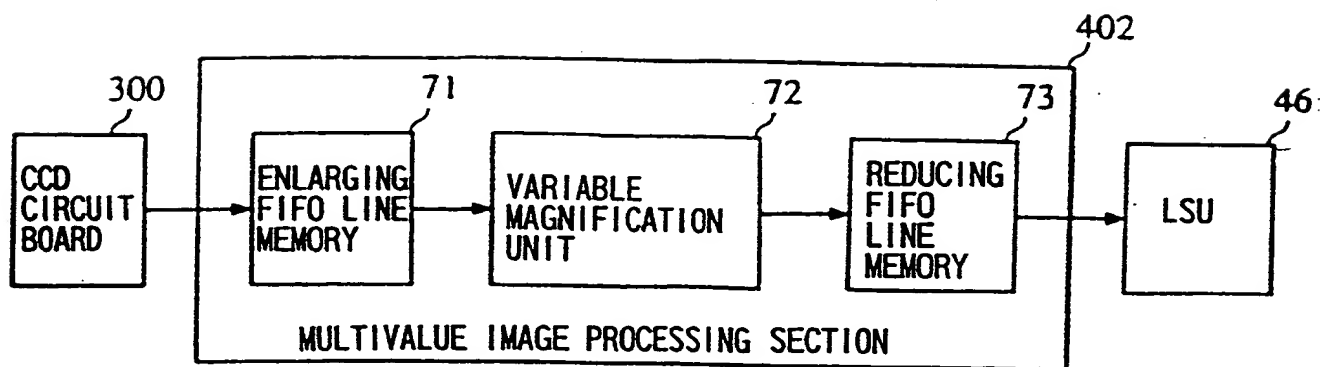 402
300
71
72
73
46
CCD
CIRCUIT
BOARD
ENLARGING
FIFO LINE
MEMORY
VARIABLE
MAGNIFICATION
UNIT
REDUCING
FIFO
LINE
MEMORY
LSU
MULTIVALUE IMAGE PROCESSING SECTION